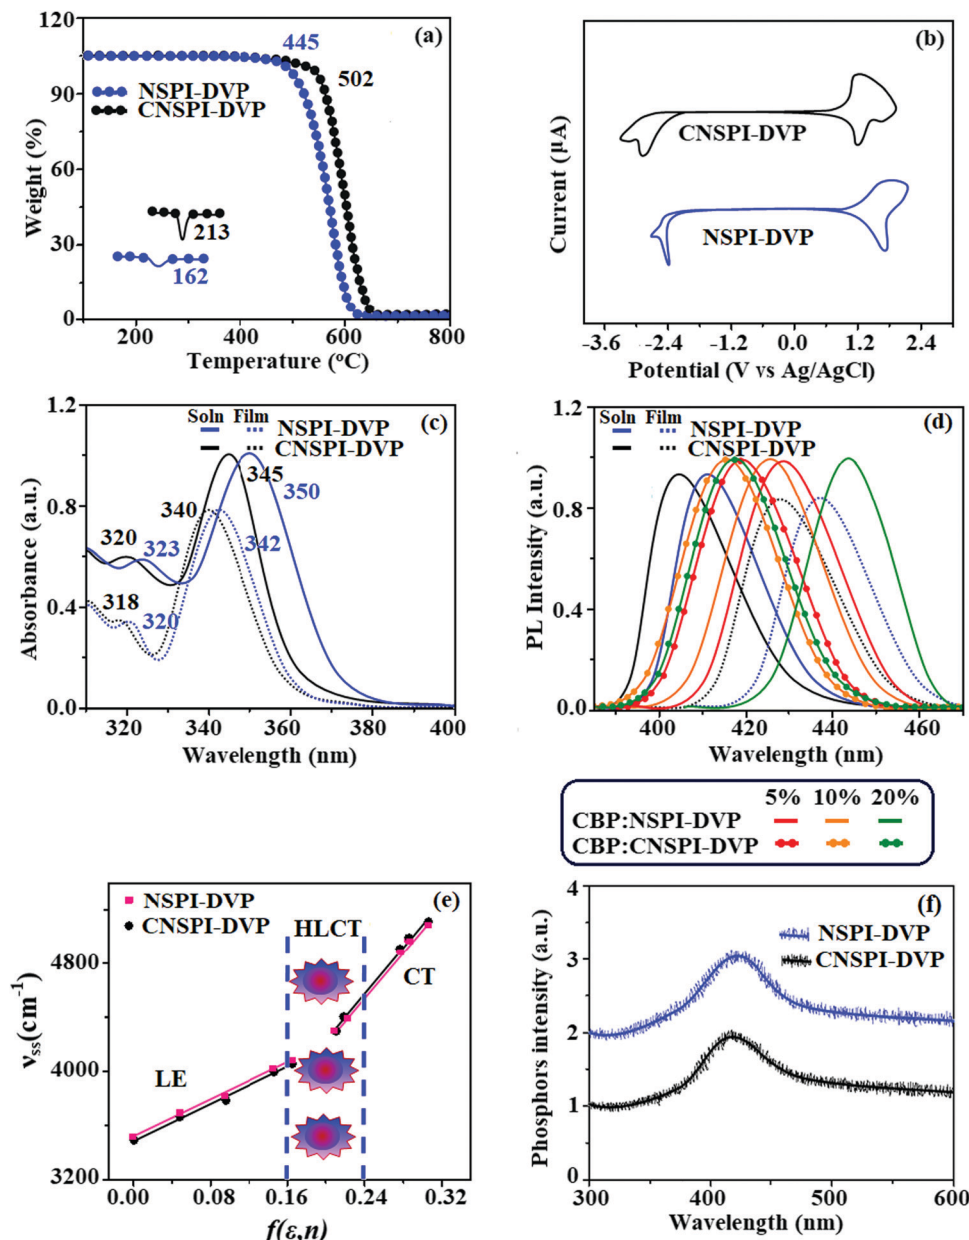 (a)
120
90
60
30
0
Weight (%)
445
502
NSPI-DVP
CNSPI-DVP
213
162
200 400 600 800
Temperature (oC)
(b)
Current (µA)
CNSPI-DVP
NSPI-DVP
-3.6 -2.4 -1.2 0.0 1.2 2.4
Potential (V vs Ag/AgCl)
(c)
1.2
0.8
0.4
0.0
Absorbance (a.u.)
Soln Film
NSPI-DVP
CNSPI-DVP
345
350
340
342
320
323
318
320
320 340 360 380 400
Wavelength (nm)
(d)
1.2
0.8
0.4
0.0
PL Intensity (a.u.)
Soln Film
NSPI-DVP
CNSPI-DVP
400 420 440 460
Wavelength (nm)
5% 10% 20%
CBP:NSPI-DVP
CBP:CNSPI-DVP
(e)
4800
4000
3200
νss(cm-1)
NSPI-DVP
CNSPI-DVP
HLCT
CT
LE
0.00 0.08 0.16 0.24 0.32
f(ε,n)
(f)
4
3
2
1
0
Phosphors intensity (a.u.)
NSPI-DVP
CNSPI-DVP
300 400 500 600
Wavelength (nm)